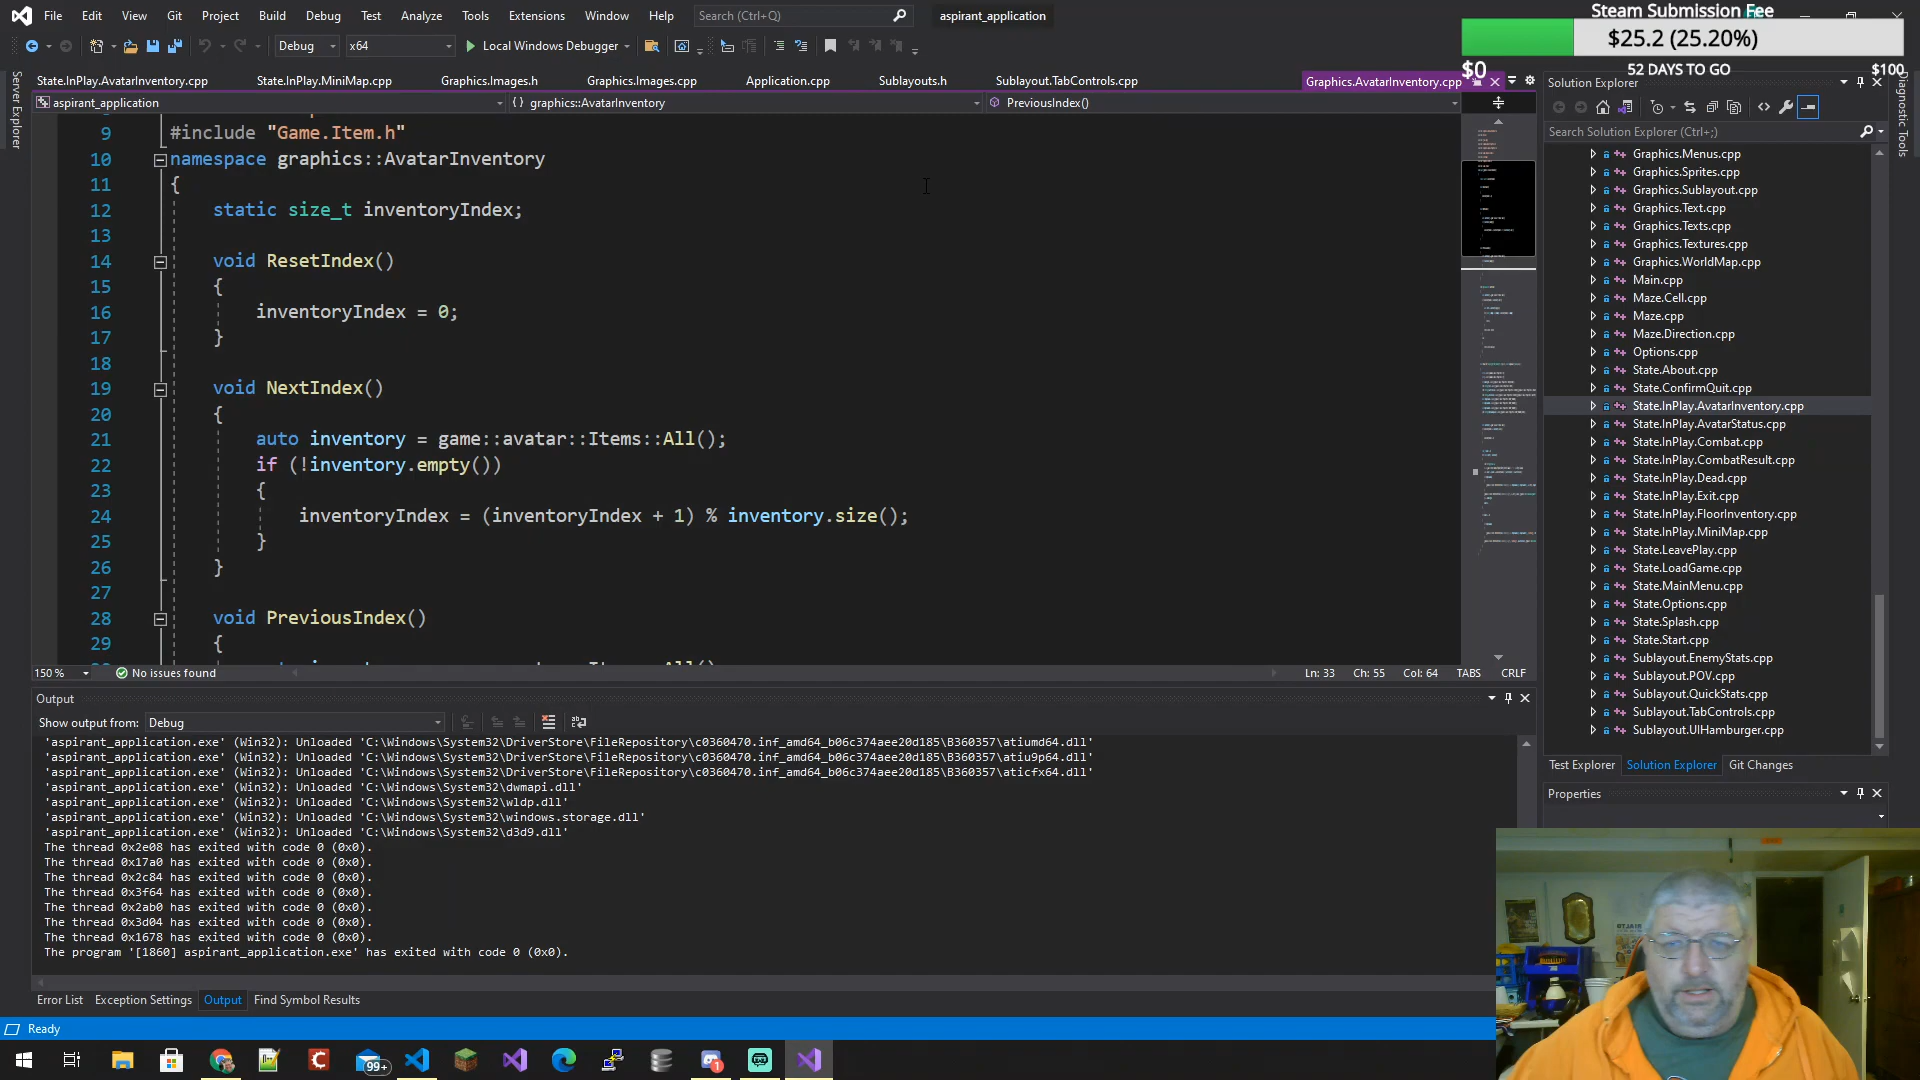 File Edit View Git Project Build Debug Test Analyze Tools Extensions Window Help Search (Ctrl+Q) aspirant_application
Steam Submission Fee
$25.2 (25.20%)
$0 52 DAYS TO GO $100
Debug x64 Local Windows Debugger
State.InPlay.AvatarInventory.cpp State.InPlay.MiniMap.cpp Graphics.Images.h Graphics.Images.cpp Application.cpp Sublayouts.h Sublayout.TabControls.cpp Graphics.AvatarInventory.cpp
aspirant_application {} graphics::AvatarInventory PreviousIndex()
Server Explorer
Diagnostic Tools
9 #include "Game.Item.h"
10 namespace graphics::AvatarInventory
11 {
12 static size_t inventoryIndex;
13
14 void ResetIndex()
15 {
16 inventoryIndex = 0;
17 }
18
19 void NextIndex()
20 {
21 auto inventory = game::avatar::Items::All();
22 if (!inventory.empty())
23 {
24 inventoryIndex = (inventoryIndex + 1) % inventory.size();
25 }
26 }
27
28 void PreviousIndex()
29 {
150 % No issues found Ln: 33 Ch: 55 Col: 64 TABS CRLF
Output
Show output from: Debug
'aspirant_application.exe' (Win32): Unloaded 'C:\Windows\System32\DriverStore\FileRepository\c0360470.inf_amd64_b06c374aee20d185\B360357\atiumd64.dll'
'aspirant_application.exe' (Win32): Unloaded 'C:\Windows\System32\DriverStore\FileRepository\c0360470.inf_amd64_b06c374aee20d185\B360357\atiu9p64.dll'
'aspirant_application.exe' (Win32): Unloaded 'C:\Windows\System32\DriverStore\FileRepository\c0360470.inf_amd64_b06c374aee20d185\B360357\aticfx64.dll'
'aspirant_application.exe' (Win32): Unloaded 'C:\Windows\System32\dwmapi.dll'
'aspirant_application.exe' (Win32): Unloaded 'C:\Windows\System32\wldp.dll'
'aspirant_application.exe' (Win32): Unloaded 'C:\Windows\System32\windows.storage.dll'
'aspirant_application.exe' (Win32): Unloaded 'C:\Windows\System32\d3d9.dll'
The thread 0x2e08 has exited with code 0 (0x0).
The thread 0x17a0 has exited with code 0 (0x0).
The thread 0x2c84 has exited with code 0 (0x0).
The thread 0x3f64 has exited with code 0 (0x0).
The thread 0x2ab0 has exited with code 0 (0x0).
The thread 0x3d04 has exited with code 0 (0x0).
The thread 0x1678 has exited with code 0 (0x0).
The program '[1860] aspirant_application.exe' has exited with code 0 (0x0).
Error List Exception Settings Output Find Symbol Results
Ready
Solution Explorer
Search Solution Explorer (Ctrl+;)
Graphics.Menus.cpp
Graphics.Sprites.cpp
Graphics.Sublayout.cpp
Graphics.Text.cpp
Graphics.Texts.cpp
Graphics.Textures.cpp
Graphics.WorldMap.cpp
Main.cpp
Maze.Cell.cpp
Maze.cpp
Maze.Direction.cpp
Options.cpp
State.About.cpp
State.ConfirmQuit.cpp
State.InPlay.AvatarInventory.cpp
State.InPlay.AvatarStatus.cpp
State.InPlay.Combat.cpp
State.InPlay.CombatResult.cpp
State.InPlay.Dead.cpp
State.InPlay.Exit.cpp
State.InPlay.FloorInventory.cpp
State.InPlay.MiniMap.cpp
State.LeavePlay.cpp
State.LoadGame.cpp
State.MainMenu.cpp
State.Options.cpp
State.Splash.cpp
State.Start.cpp
Sublayout.EnemyStats.cpp
Sublayout.POV.cpp
Sublayout.QuickStats.cpp
Sublayout.TabControls.cpp
Sublayout.UIHamburger.cpp
Test Explorer Solution Explorer Git Changes
Properties
99+
1